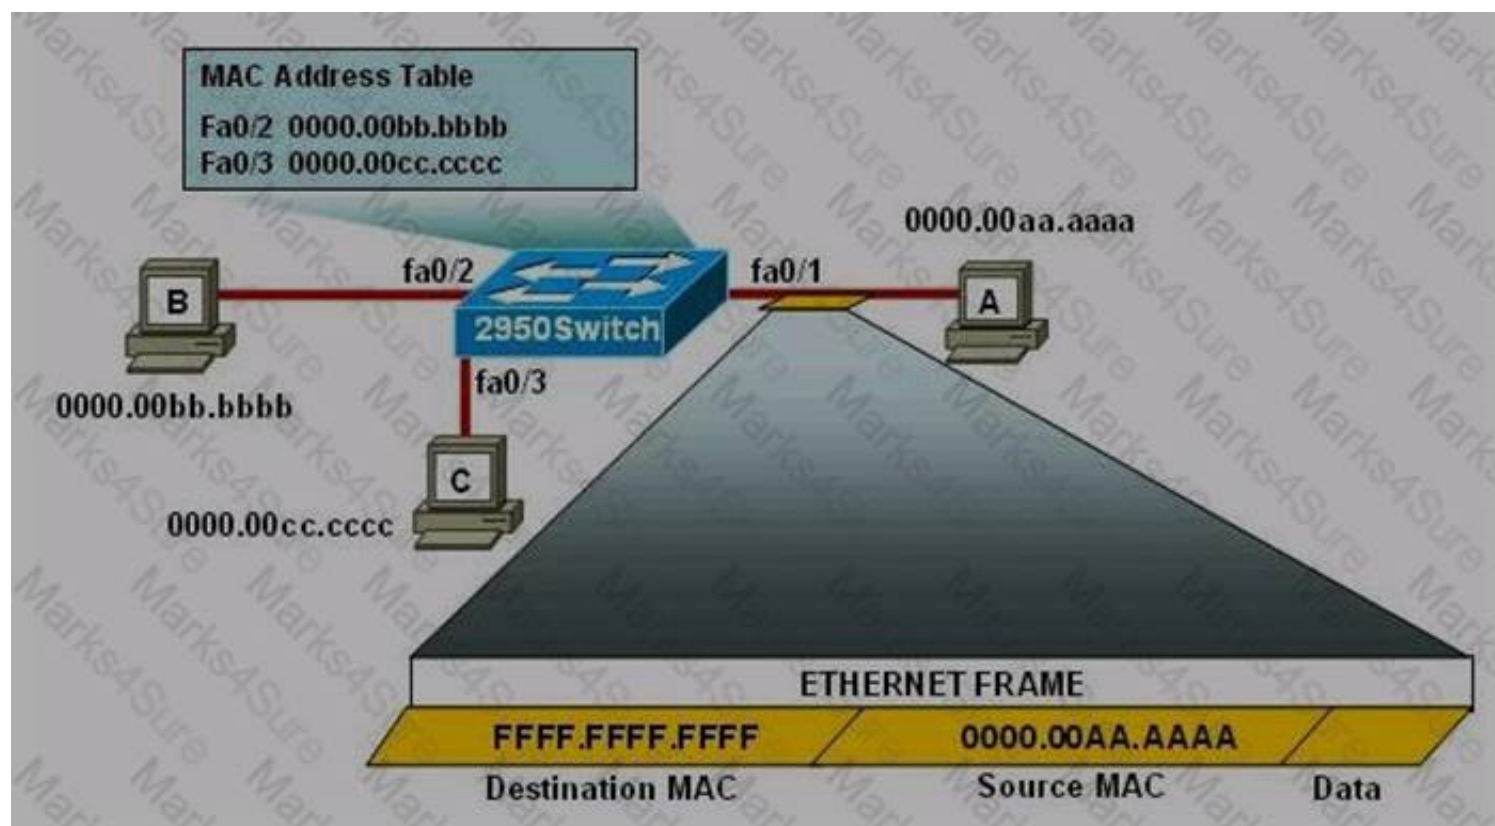 MAC Address Table
Fa0/2 0000.00bb.bbbb
Fa0/3 0000.00cc.cccc
0000.00aa.aaaa
fa0/2
fa0/1
B
A
2950Switch
fa0/3
0000.00bb.bbbb
C
0000.00cc.cccc
ETHERNET FRAME
FFFF.FFFF.FFFF 0000.00AA.AAAA
Destination MAC Source MAC Data
Marks4Sure